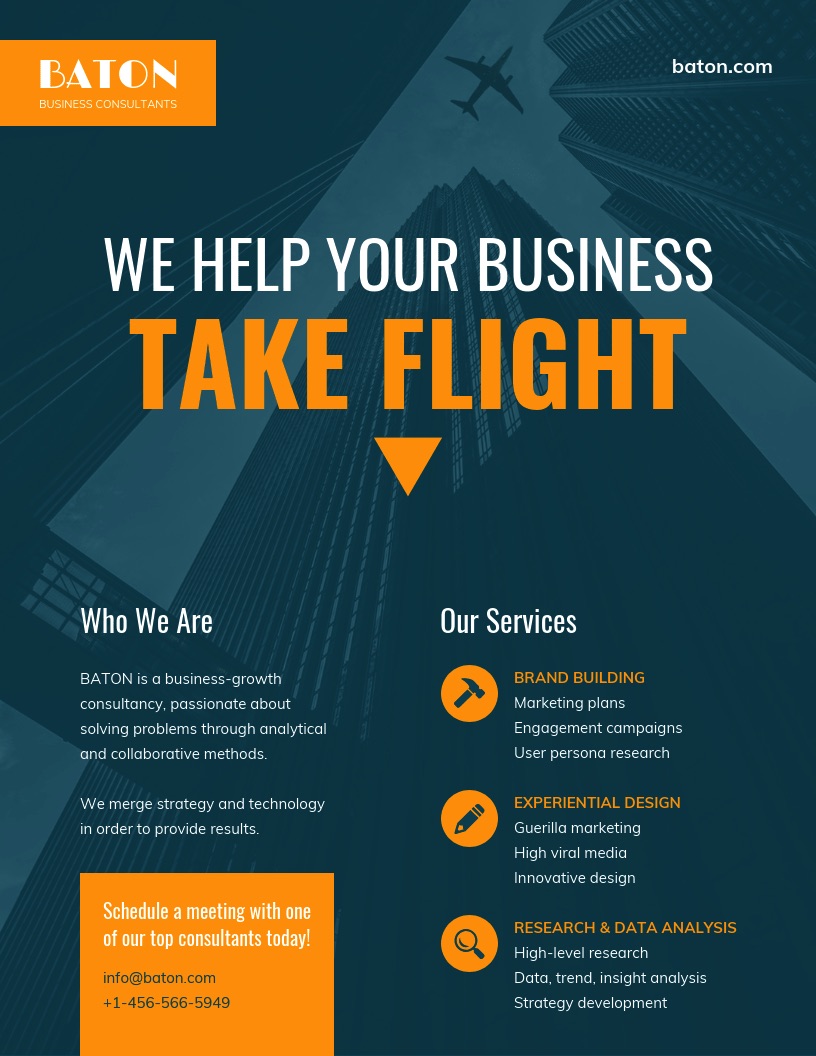 BATON
BUSINESS CONSULTANTS
baton.com
WE HELP YOUR BUSINESS
TAKE FLIGHT
Who We Are
BATON is a business-growth
consultancy, passionate about
solving problems through analytical
and collaborative methods.
We merge strategy and technology
in order to provide results.
Schedule a meeting with one
of our top consultants today!
info@baton.com
+1-456-566-5949
Our Services
BRAND BUILDING
Marketing plans
Engagement campaigns
User persona research
EXPERIENTIAL DESIGN
Guerilla marketing
High viral media
Innovative design
RESEARCH & DATA ANALYSIS
High-level research
Data, trend, insight analysis
Strategy development